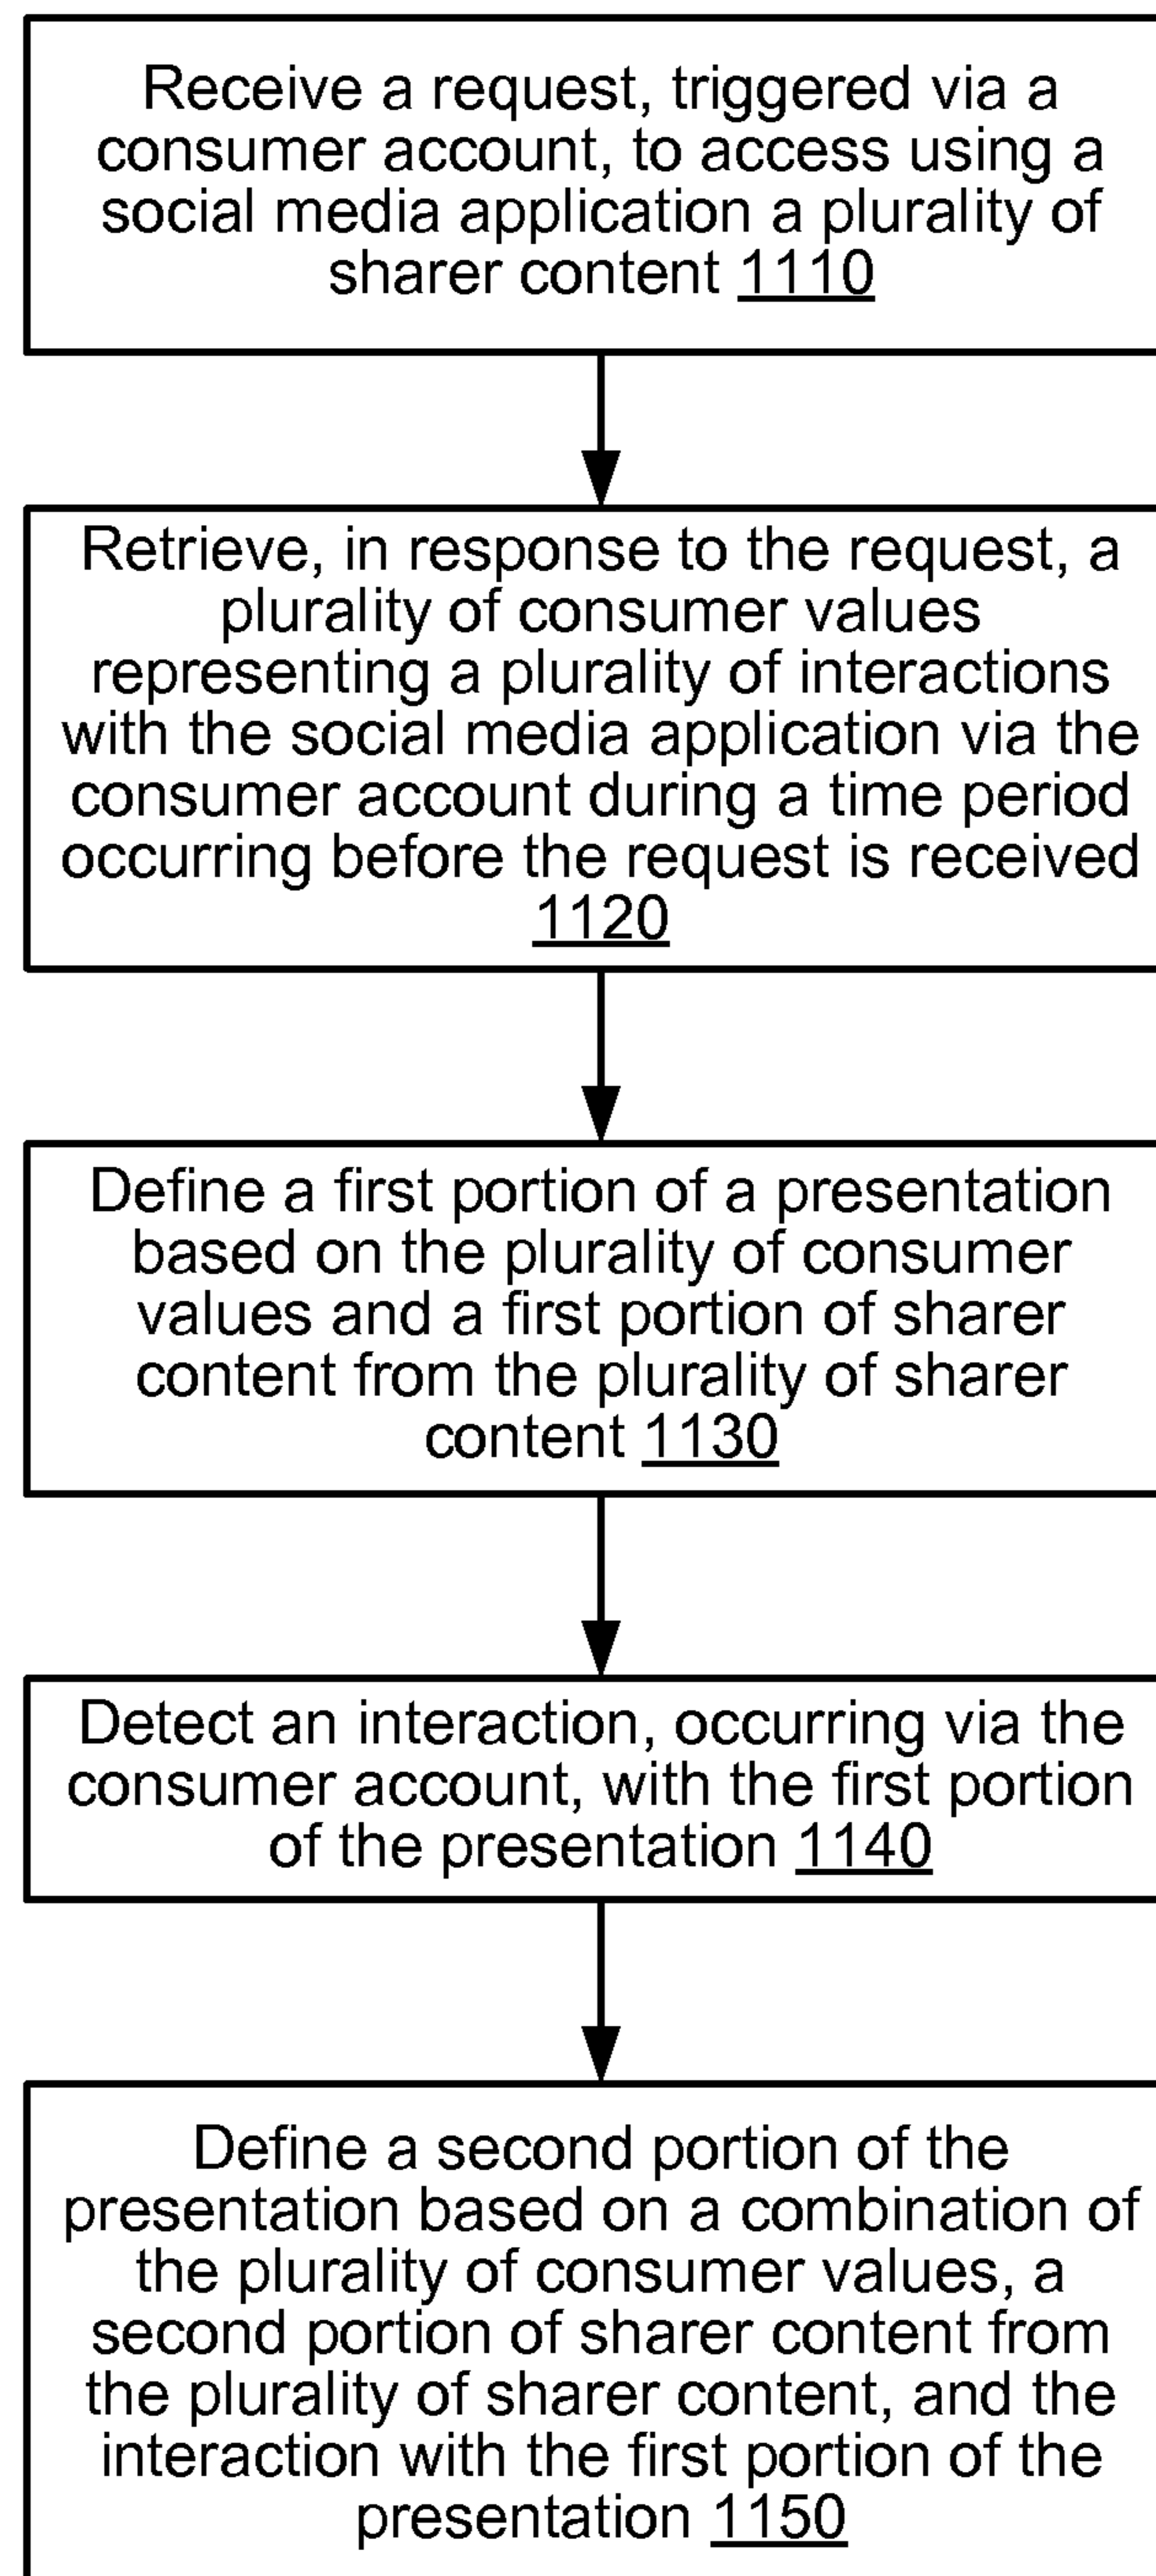 Receive a request, triggered via a
consumer account, to access using a
social media application a plurality of
sharer content 1110
Retrieve, in response to the request, a
plurality of consumer values
representing a plurality of interactions
with the social media application via the
consumer account during a time period
occurring before the request is received
1120
Define a first portion of a presentation
based on the plurality of consumer
values and a first portion of sharer
content from the plurality of sharer
content 1130
Detect an interaction, occurring via the
consumer account, with the first portion
of the presentation 1140
Define a second portion of the
presentation based on a combination of
the plurality of consumer values, a
second portion of sharer content from
the plurality of sharer content, and the
interaction with the first portion of the
presentation 1150